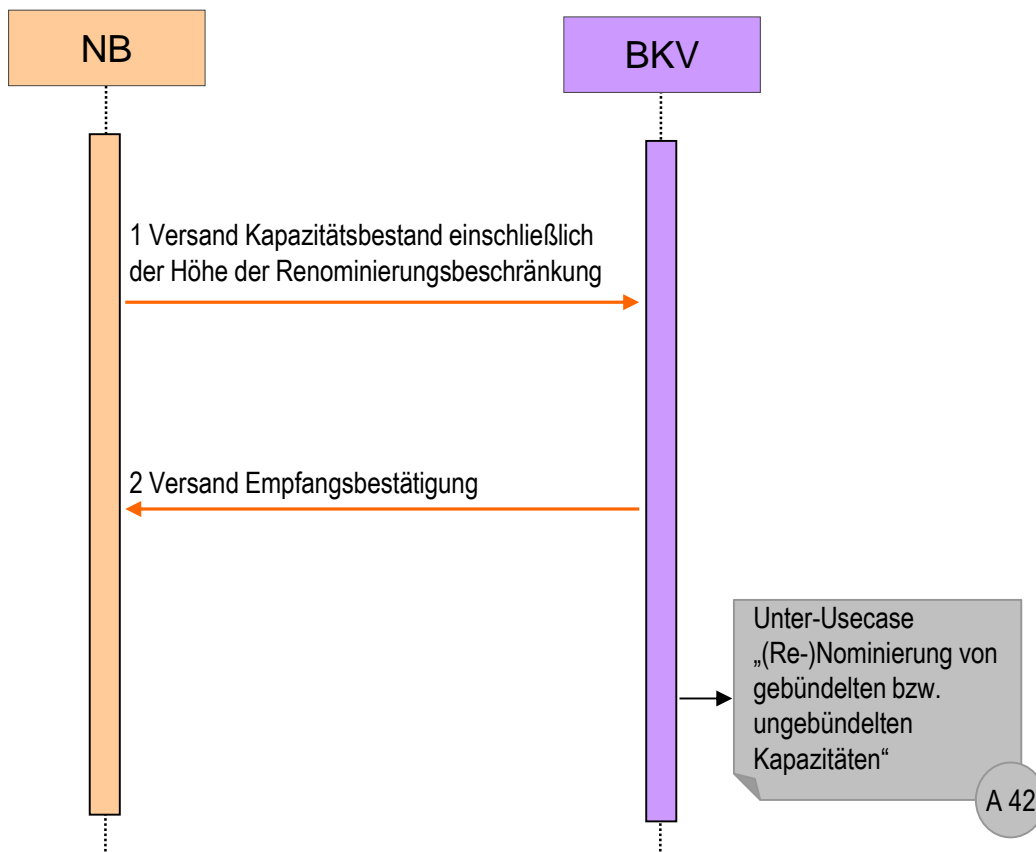 NB
BKV
1 Versand Kapazitätsbestand einschließlich
der Höhe der Renominierungsbeschränkung
2 Versand Empfangsbestätigung
Unter-Usecase
„(Re-)Nominierung von
gebündelten bzw.
ungebündelten
Kapazitäten“
A 42